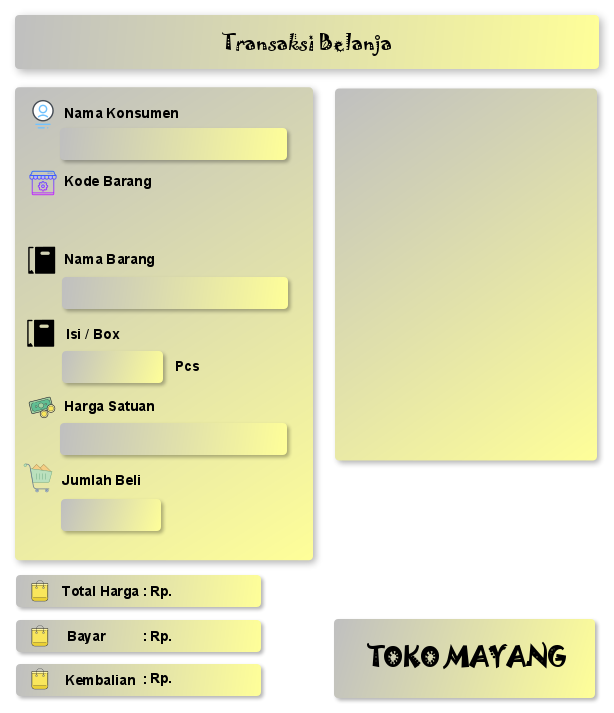 Transaksi Belanja
Nama Konsumen
Kode Barang
Nama Barang
Isi / Box
Pcs
Harga Satuan
Jumlah Beli
Total Harga : Rp.
Bayar : Rp.
Kembalian : Rp.
TOKO MAYANG